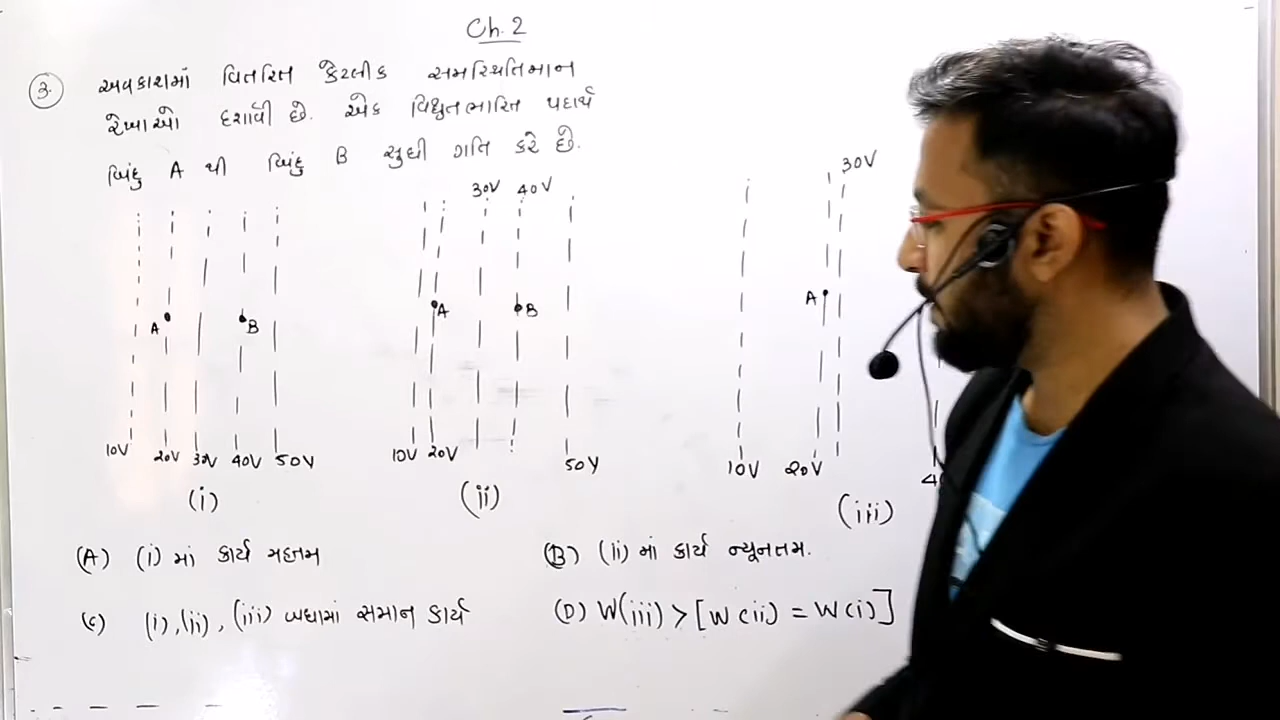 Ch. 2
3. અવકાશમાં વિતરિત કેટલીક સમસ્થિતિમાન
રેખાઓ દર્શાવી છે. એક વિધુતભારિત પદાર્થ
બિંદુ A થી બિંદુ B સુધી ગતિ કરે છે.
30V 40V
30V
A B
A B
A
10V 20V 30V 40V 50V
10V 20V 50V
10V 20V
(i) (ii) (iii)
(A) (i) માં કાર્ય મહત્તમ
(B) (ii) માં કાર્ય ન્યૂનતમ.
(C) (i), (ii), (iii) બધામાં સમાન કાર્ય
(D) W(iii) > [W(ii) = W(i)]